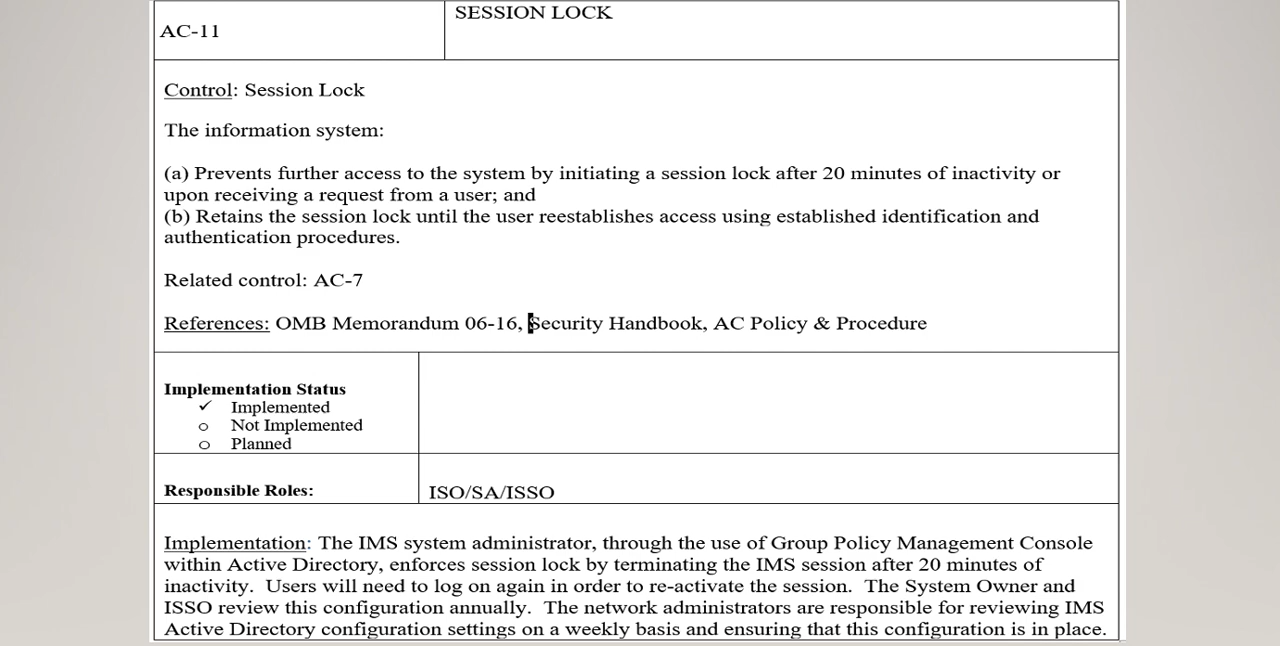 SESSION LOCK
AC-11
Control: Session Lock
The information system:
(a) Prevents further access to the system by initiating a session lock after 20 minutes of inactivity or
upon receiving a request from a user; and
(b) Retains the session lock until the user reestablishes access using established identification and
authentication procedures.
Related control: AC-7
References: OMB Memorandum 06-16, Security Handbook, AC Policy & Procedure
Implementation Status
✓ Implemented
o Not Implemented
o Planned
Responsible Roles: ISO/SA/ISSO
Implementation: The IMS system administrator, through the use of Group Policy Management Console
within Active Directory, enforces session lock by terminating the IMS session after 20 minutes of
inactivity. Users will need to log on again in order to re-activate the session. The System Owner and
ISSO review this configuration annually. The network administrators are responsible for reviewing IMS
Active Directory configuration settings on a weekly basis and ensuring that this configuration is in place.